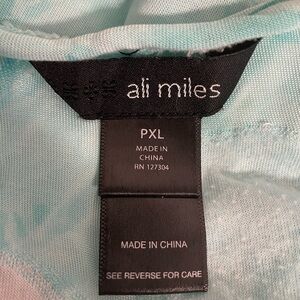 ali miles
PXL
MADE IN
CHINA
RN 127304
MADE IN CHINA
SEE REVERSE FOR CARE